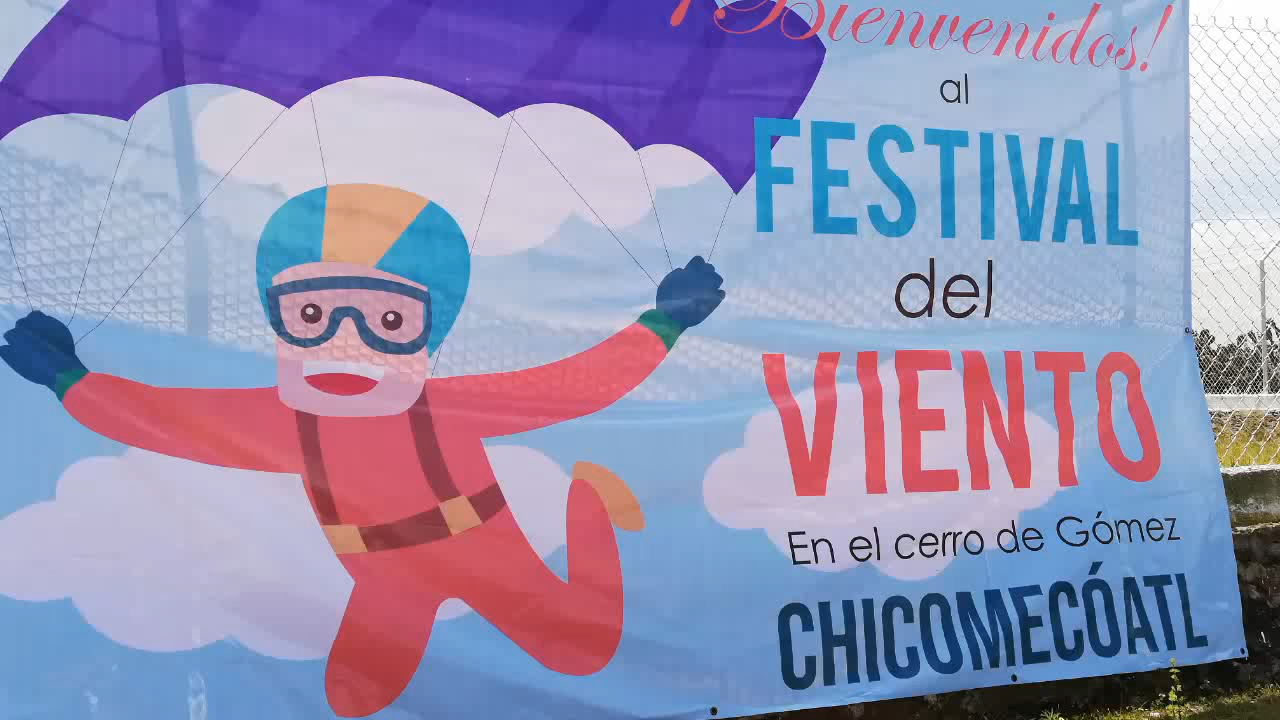 ¡Bienvenidos!
al
FESTIVAL
del
VIENTO
En el cerro de Gómez
CHICOMECÓATL